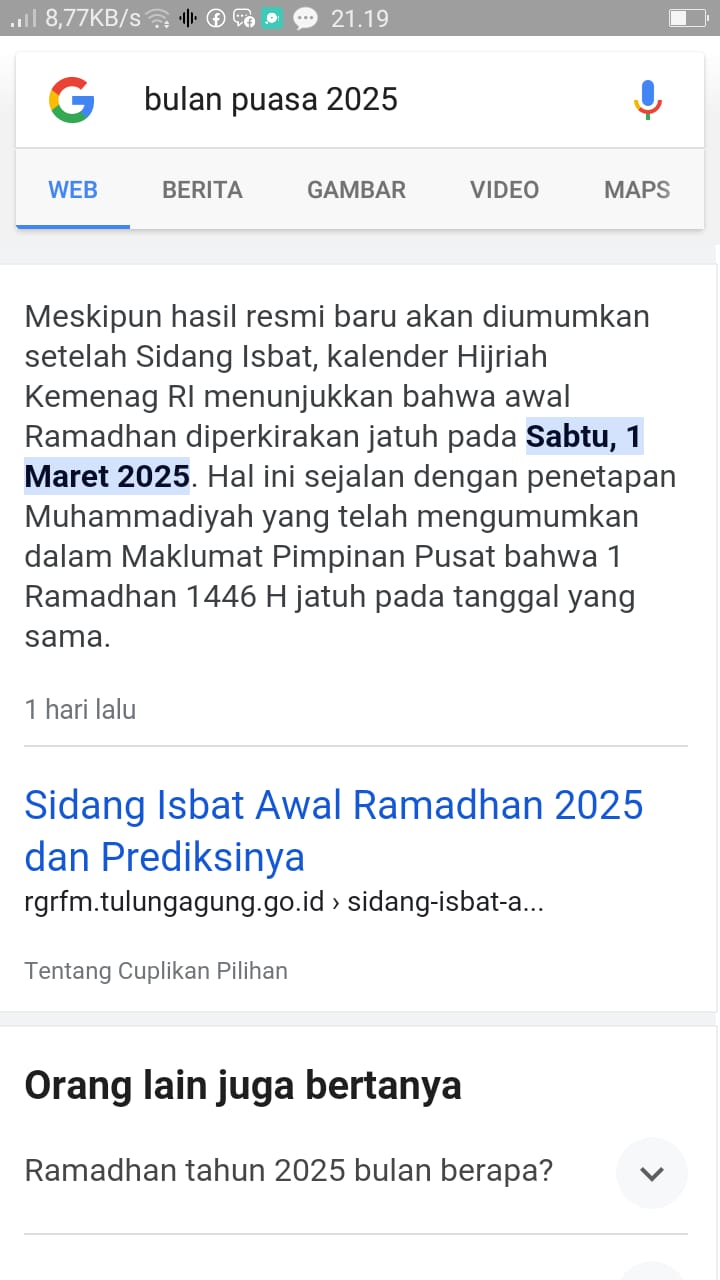 8,77KB/s 21.19
bulan puasa 2025
WEB BERITA GAMBAR VIDEO MAPS
Meskipun hasil resmi baru akan diumumkan
setelah Sidang Isbat, kalender Hijriah
Kemenag RI menunjukkan bahwa awal
Ramadhan diperkirakan jatuh pada Sabtu, 1
Maret 2025. Hal ini sejalan dengan penetapan
Muhammadiyah yang telah mengumumkan
dalam Maklumat Pimpinan Pusat bahwa 1
Ramadhan 1446 H jatuh pada tanggal yang
sama.
1 hari lalu
Sidang Isbat Awal Ramadhan 2025
dan Prediksinya
rgrfm.tulungagung.go.id › sidang-isbat-a...
Tentang Cuplikan Pilihan
Orang lain juga bertanya
Ramadhan tahun 2025 bulan berapa?